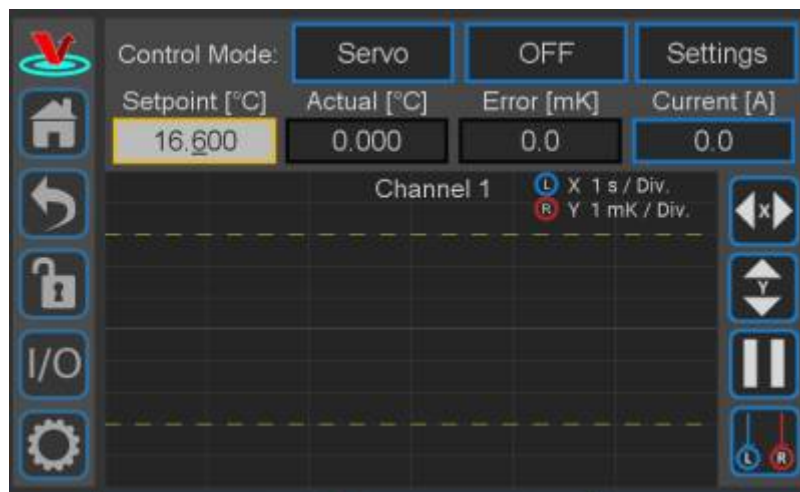 Control Mode: Servo OFF Settings
Setpoint [°C] Actual [°C] Error [mK] Current [A]
16.600 0.000 0.0 0.0
Channel 1
L X 1 s / Div.
R Y 1 mK / Div.
X
Y
I/O
L R